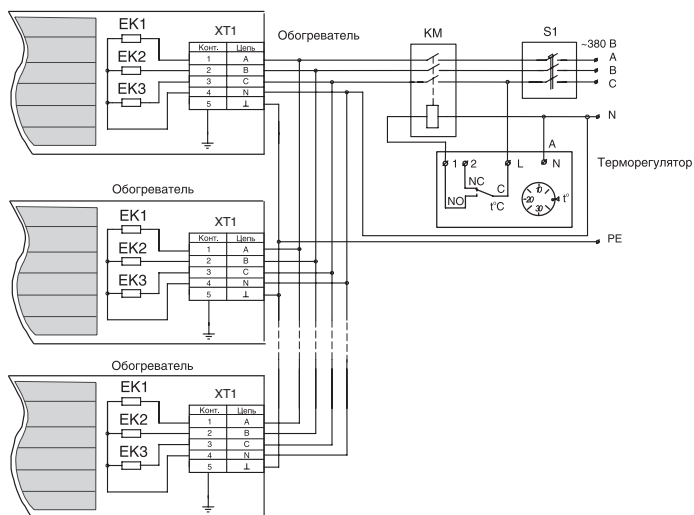 EK1
EK2
EK3
XT1
Конт. Цепь
1 A
2 B
3 C
4 N
5 ⊥
Обогреватель
KM
S1
~380 В
A
B
C
N
A
1 2 L N
NC
NO
C
t°C
10
-20
30
t°
Терморегулятор
PE
Обогреватель
EK1
EK2
EK3
XT1
Конт. Цепь
1 A
2 B
3 C
4 N
5 ⊥
Обогреватель
EK1
EK2
EK3
XT1
Конт. Цепь
1 A
2 B
3 C
4 N
5 ⊥